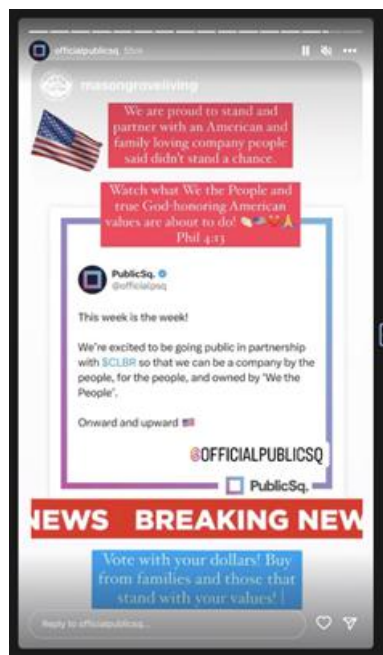 officialpublicsq 55m
masongroveliving
We are proud to stand and
partner with an American and
family loving company people
said didn't stand a chance.
Watch what We the People and
true God-honoring American
values are about to do! 👏🏻🇺🇸❤️🙏
Phil 4:13
PublicSq.
@officialpsq
This week is the week!
We're excited to be going public in partnership
with $CLBR so that we can be a company by the
people, for the people, and owned by "We the
People".
Onward and upward 🇺🇸
@OFFICIALPUBLICSQ
PublicSq.
NEWS BREAKING NEW
Vote with your dollars! Buy
from families and those that
stand with your values!
Reply to officialpublicsq...